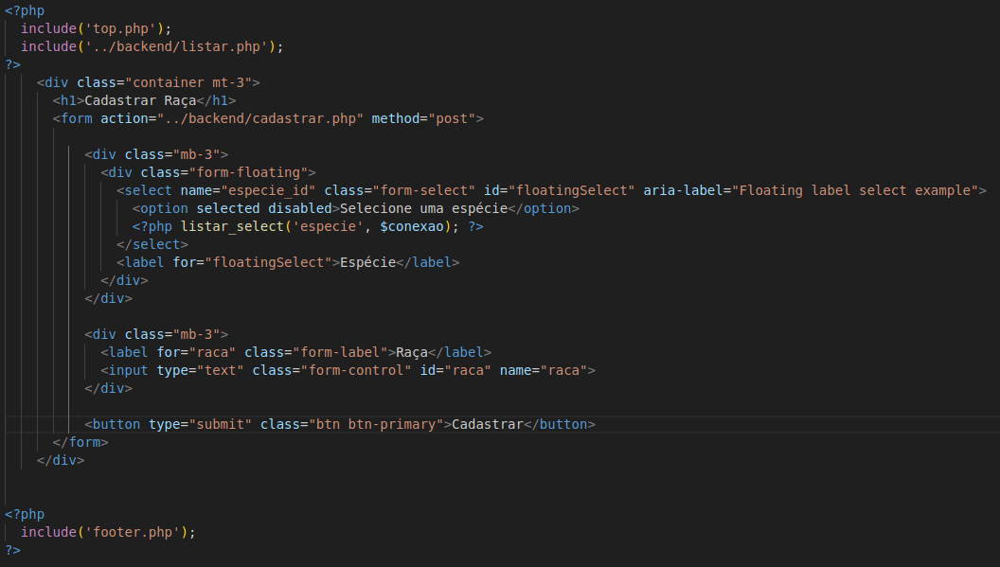 <?php
include('top.php');
include('../backend/listar.php');
?>
<div class="container mt-3">
<h1>Cadastrar Raça</h1>
<form action="../backend/cadastrar.php" method="post">
<div class="mb-3">
<div class="form-floating">
<select name="especie_id" class="form-select" id="floatingSelect" aria-label="Floating label select example">
<option selected disabled>Selecione uma espécie</option>
<?php listar_select('especie', $conexao); ?>
</select>
<label for="floatingSelect">Espécie</label>
</div>
</div>
<div class="mb-3">
<label for="raca" class="form-label">Raça</label>
<input type="text" class="form-control" id="raca" name="raca">
</div>
<button type="submit" class="btn btn-primary">Cadastrar</button>
</form>
</div>
<?php
include('footer.php');
?>